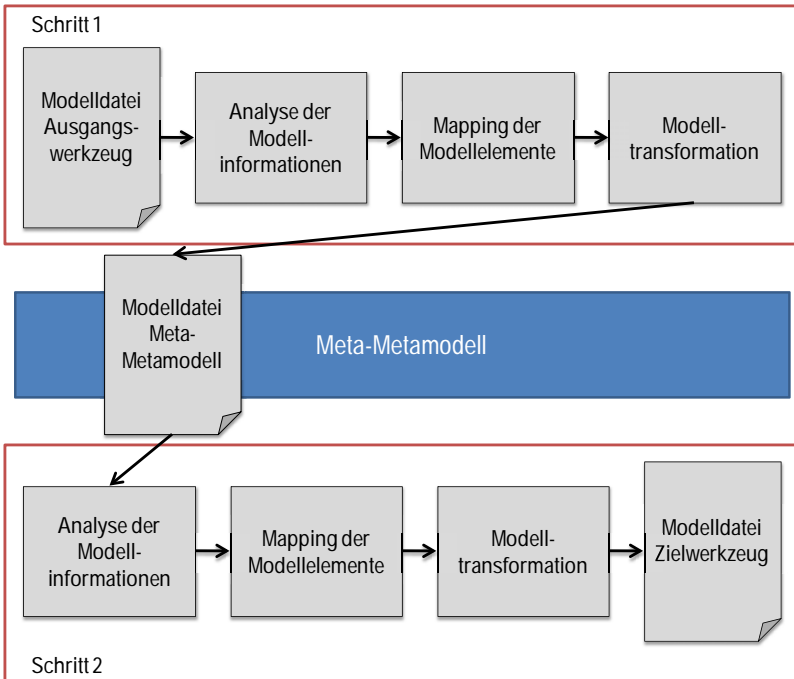 Schritt 1
Modelldatei
Ausgangs-
werkzeug
Analyse der
Modell-
informationen
Mapping der
Modellelemente
Modell-
transformation
Modelldatei
Meta-
Metamodell
Meta-Metamodell
Analyse der
Modell-
informationen
Mapping der
Modellelemente
Modell-
transformation
Modelldatei
Zielwerkzeug
Schritt 2